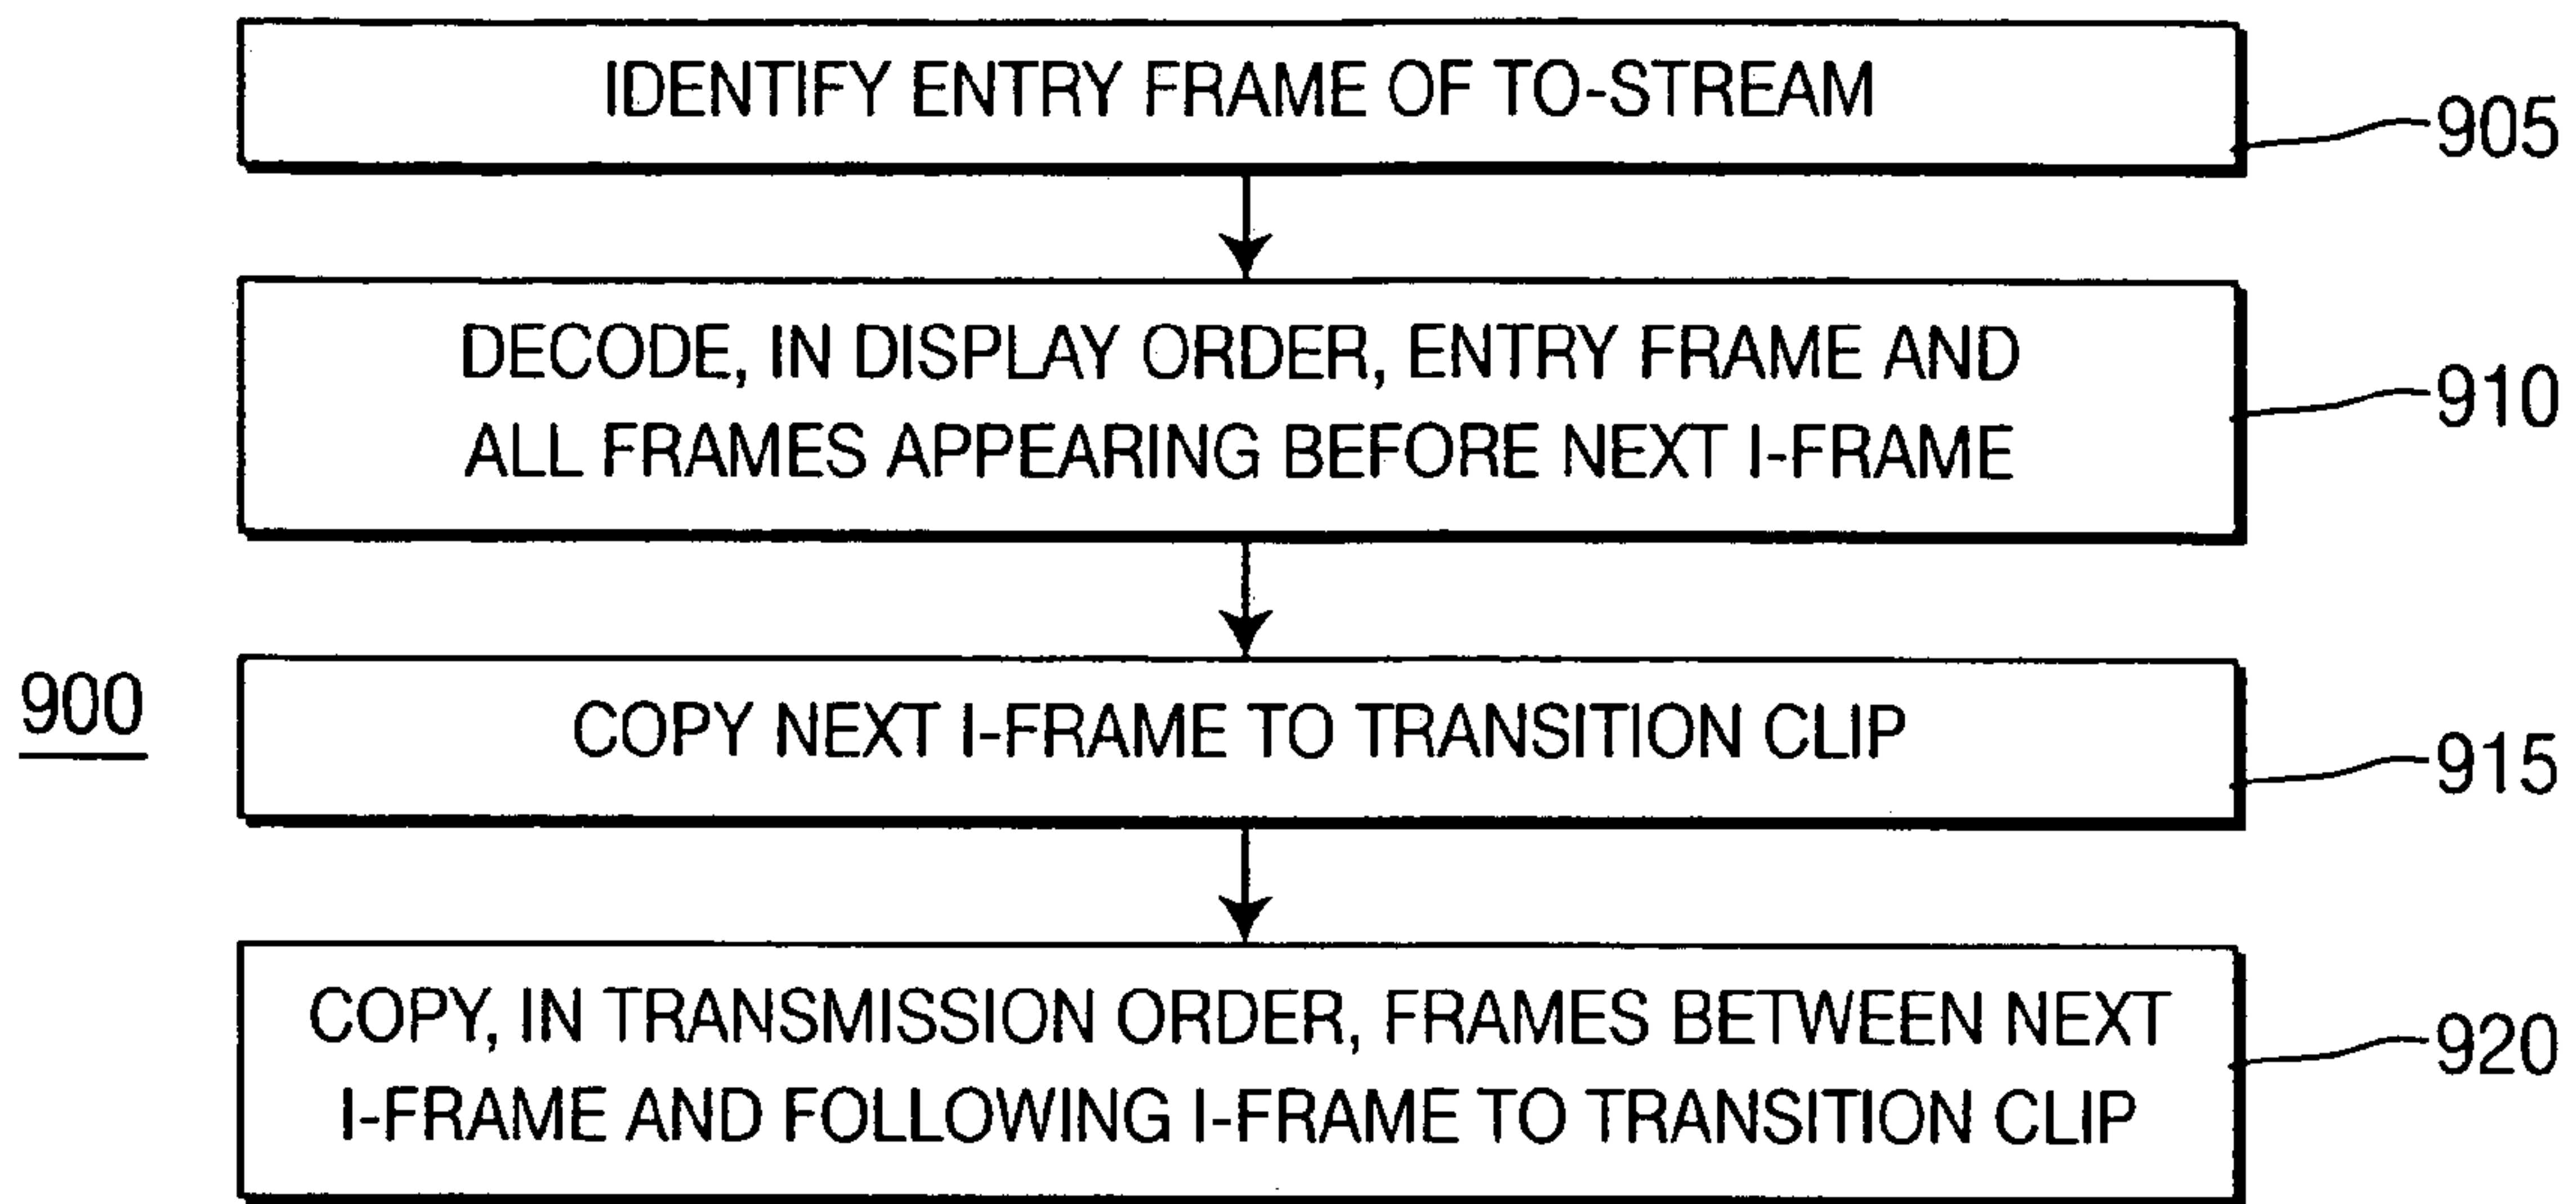 IDENTIFY ENTRY FRAME OF TO-STREAM
905
DECODE, IN DISPLAY ORDER, ENTRY FRAME AND
ALL FRAMES APPEARING BEFORE NEXT I-FRAME
910
900
COPY NEXT I-FRAME TO TRANSITION CLIP
915
COPY, IN TRANSMISSION ORDER, FRAMES BETWEEN NEXT
I-FRAME AND FOLLOWING I-FRAME TO TRANSITION CLIP
920